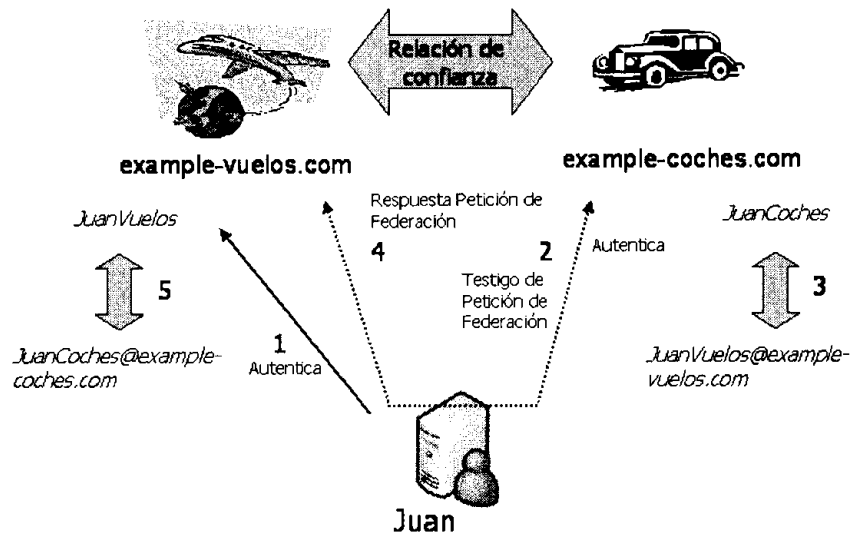 Relación de
confianza
example-vuelos.com
example-coches.com
JuanVuelos
Respuesta Petición de
Federación
4
2
Autentica
JuanCoches
5
Testigo de
Petición de
Federación
3
JuanCoches@example-
coches.com
1
Autentica
JuanVuelos@example-
vuelos.com
Juan